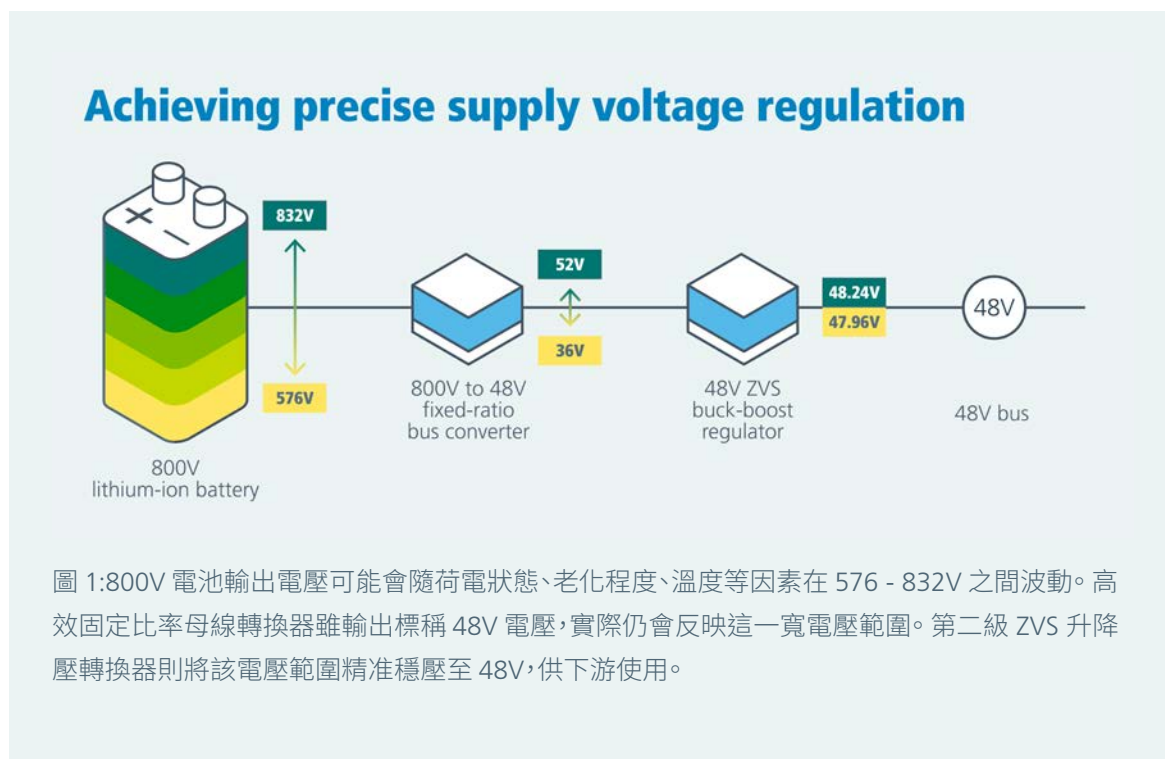 Achieving precise supply voltage regulation
832V
576V
800V
lithium-ion battery
800V to 48V
fixed-ratio
bus converter
52V
36V
48V ZVS
buck-boost
regulator
48.24V
47.96V
48V
48V bus
圖 1:800V 電池輸出電壓可能會隨荷電狀態、老化程度、溫度等因素在 576 - 832V 之間波動。高
效固定比率母線轉換器雖輸出標稱 48V 電壓,實際仍會反映這一寬電壓範圍。第二級 ZVS 升降
壓轉換器則將該電壓範圍精准穩壓至 48V,供下游使用。